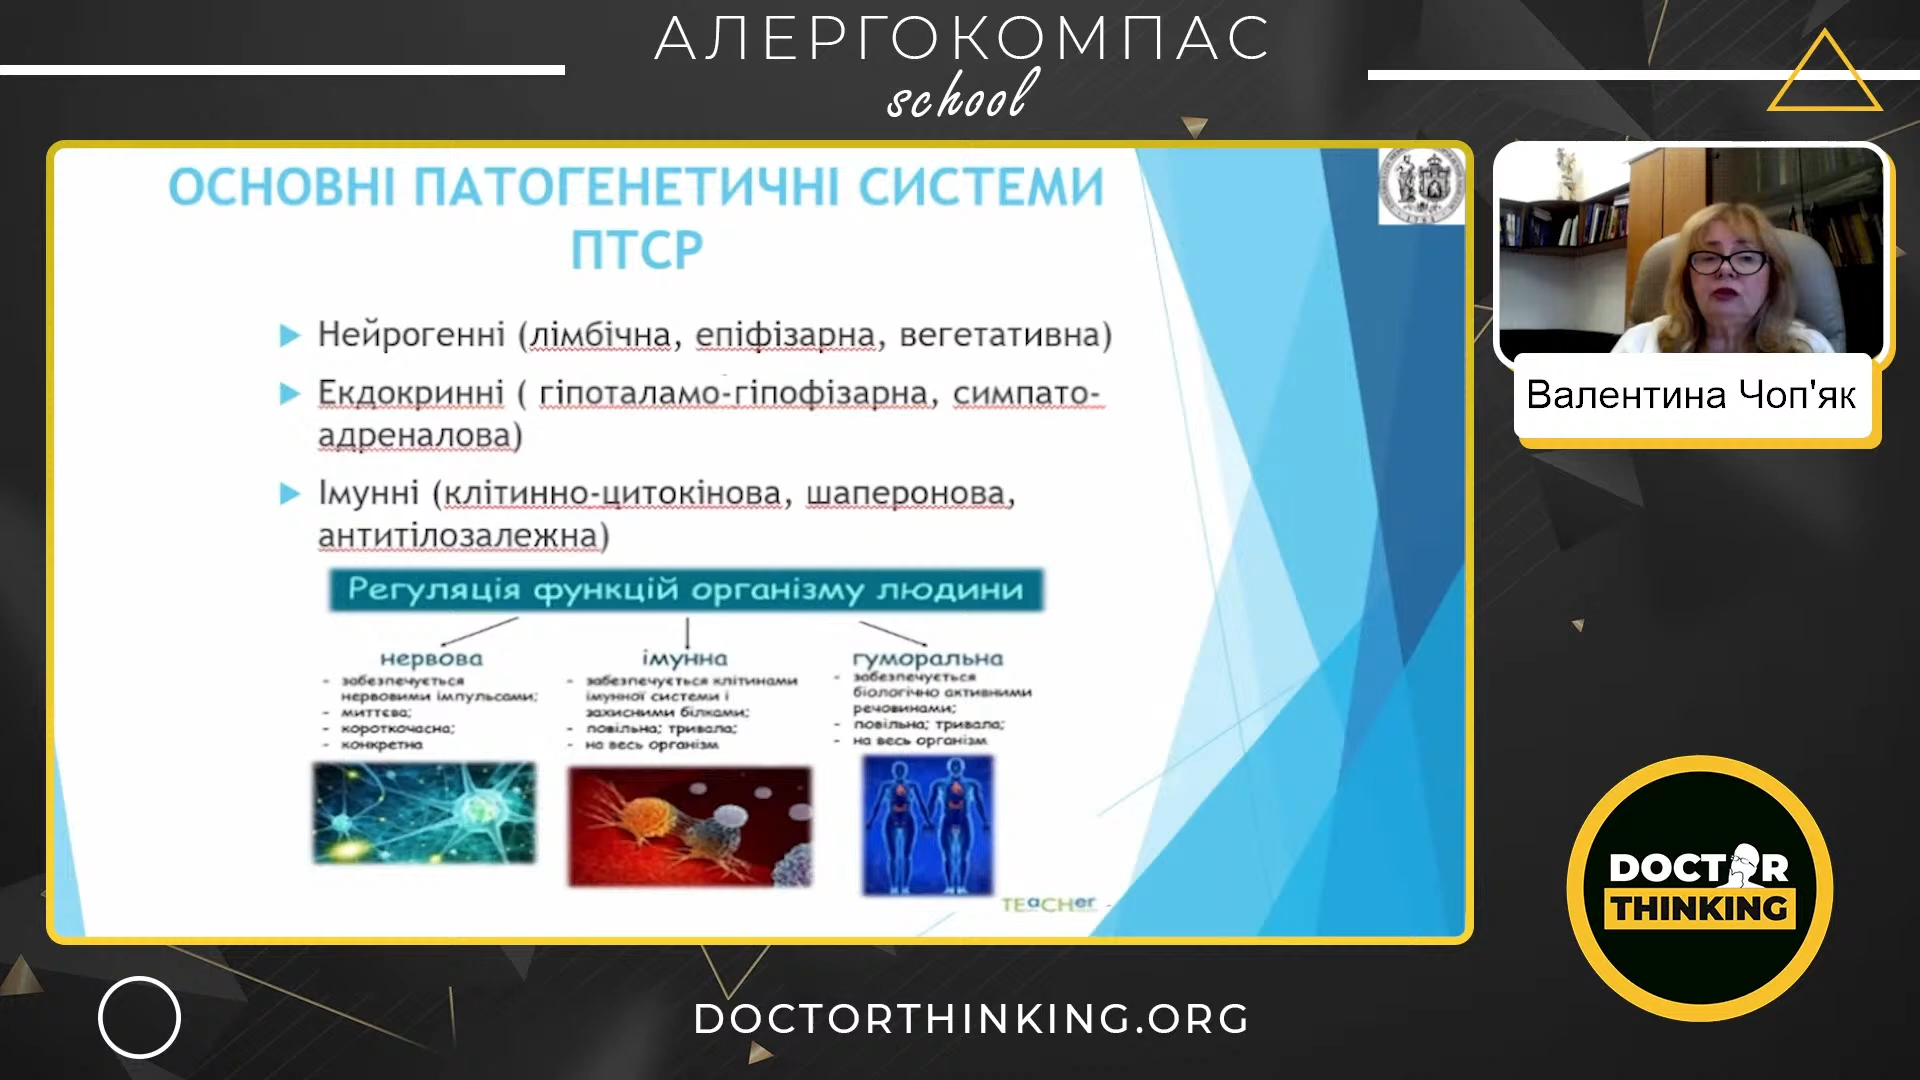 АЛЕРГОКОМПАС
school
ОСНОВНІ ПАТОГЕНЕТИЧНІ СИСТЕМИ
ПТСР
Нейрогенні (лімбічна, епіфізарна, вегетативна)
Екдокринні ( гіпоталамо-гіпофізарна, симпато-
адреналова)
Імунні (клітинно-цитокінова, шаперонова,
антитілозалежна)
Регуляція функцій організму людини
нервова
- забезпечується
нервовими імпульсами;
- миттєва;
- короткочасна;
- конкретна
імунна
- забезпечується клітинами
імунної системи і
захисними білками;
- повільна; тривала;
- на весь організм
гуморальна
- забезпечується
біологічно активними
речовинами;
- повільна; тривала;
- на весь організм
TEaCHer
Валентина Чоп'як
DOCTOR
THINKING
DOCTORTHINKING.ORG